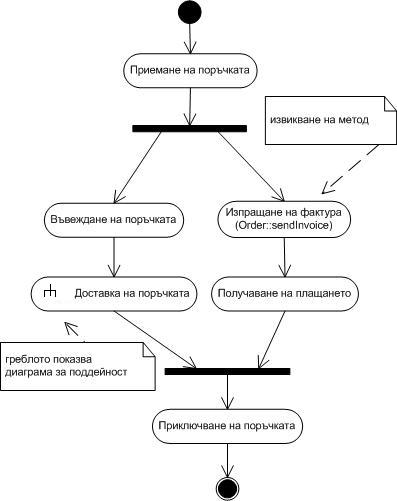 Приемане на поръчката
извикване на метод
Въвеждане на поръчката
Изпращане на фактура
(Order::sendInvoice)
Доставка на поръчката
Получаване на плащането
греблото показва
диаграма за поддейност
Приключване на поръчката